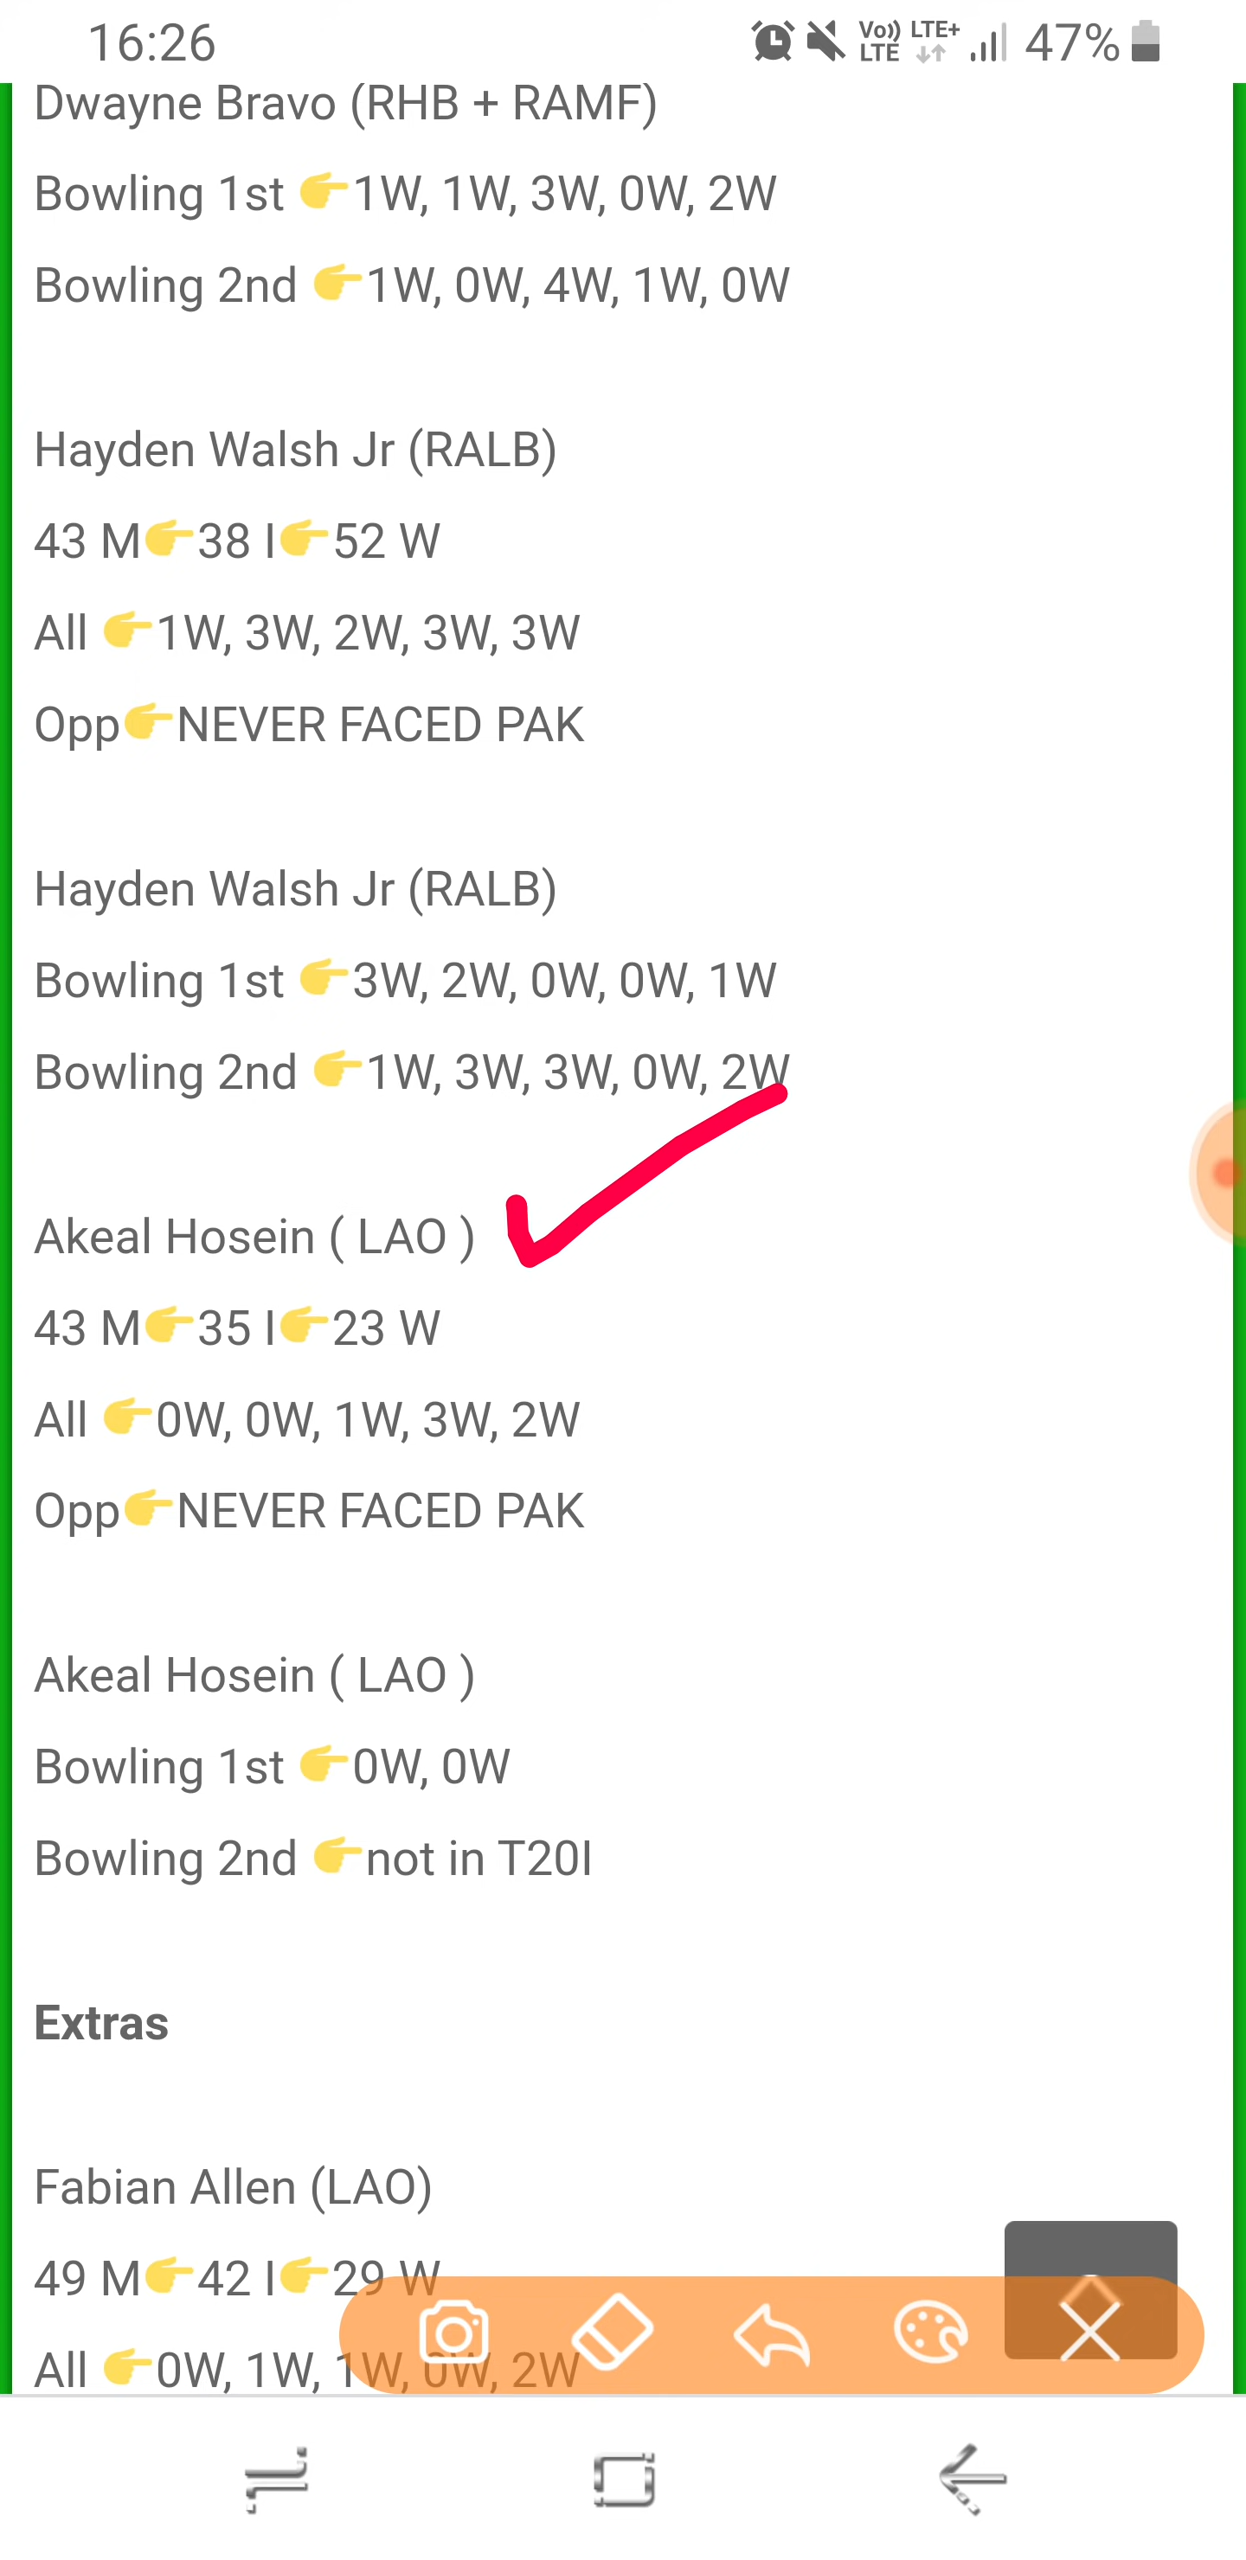 16:26 Vo)) LTE LTE+ 47%
Dwayne Bravo (RHB + RAMF)
Bowling 1st 👉1W, 1W, 3W, 0W, 2W
Bowling 2nd 👉1W, 0W, 4W, 1W, 0W
Hayden Walsh Jr (RALB)
43 M👉38 I👉52 W
All 👉1W, 3W, 2W, 3W, 3W
Opp👉NEVER FACED PAK
Hayden Walsh Jr (RALB)
Bowling 1st 👉3W, 2W, 0W, 0W, 1W
Bowling 2nd 👉1W, 3W, 3W, 0W, 2W
Akeal Hosein ( LAO )
43 M👉35 I👉23 W
All 👉0W, 0W, 1W, 3W, 2W
Opp👉NEVER FACED PAK
Akeal Hosein ( LAO )
Bowling 1st 👉0W, 0W
Bowling 2nd 👉not in T20I
Extras
Fabian Allen (LAO)
49 M👉42 I👉29 W
All 👉0W, 1W, 1W, 0W, 2W